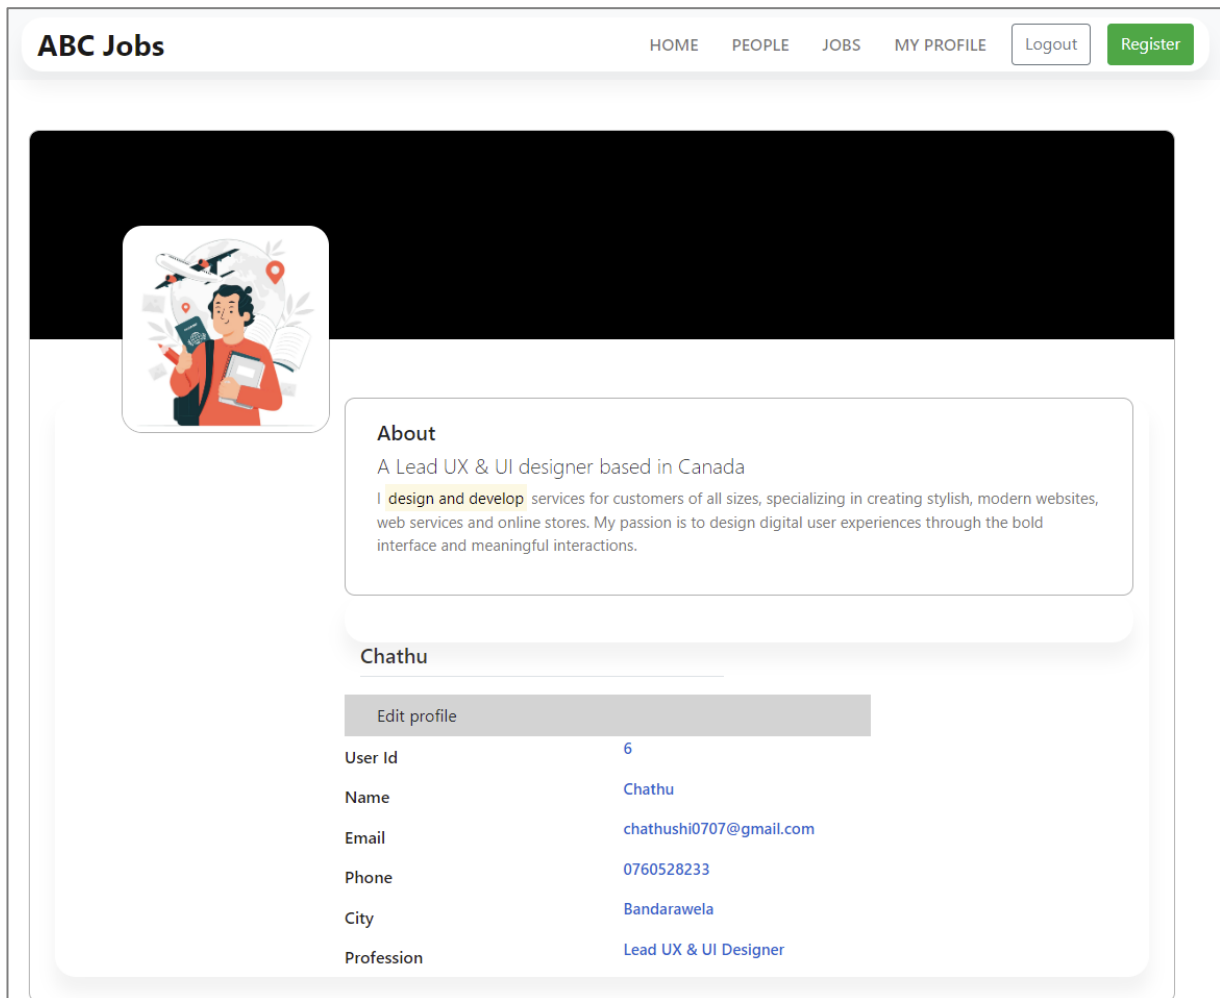 ABC Jobs
HOME PEOPLE JOBS MY PROFILE Logout Register
About
A Lead UX & UI designer based in Canada
I design and develop services for customers of all sizes, specializing in creating stylish, modern websites,
web services and online stores. My passion is to design digital user experiences through the bold
interface and meaningful interactions.
Chathu
Edit profile
User Id 6
Name Chathu
Email chathushi0707@gmail.com
Phone 0760528233
City Bandarawela
Profession Lead UX & UI Designer